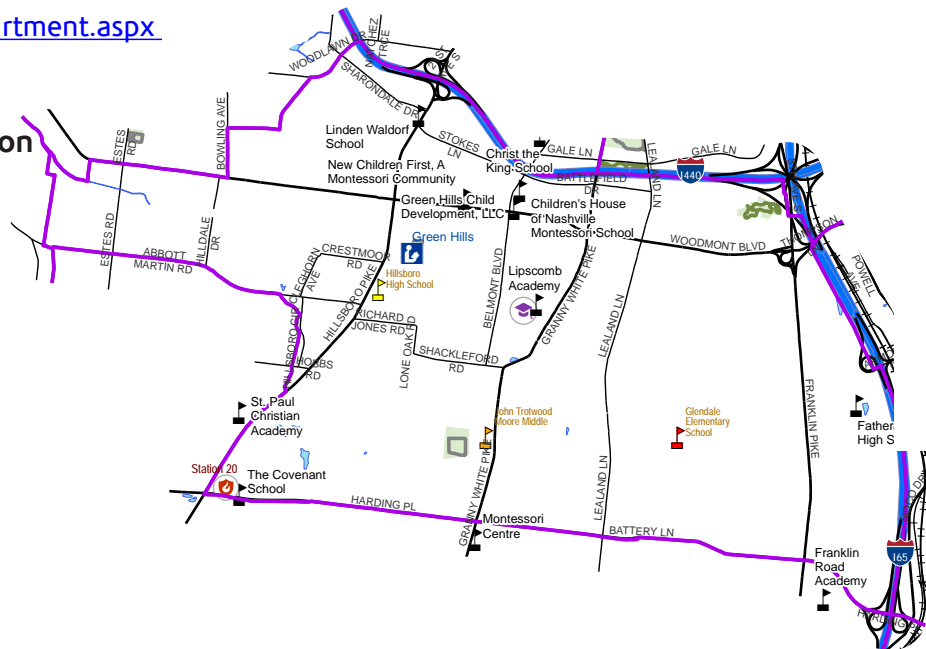 rtment.aspx
on
WOODLAWN DR
SHARONDALE DR
ESTES
RD
BOWLING AVE
Linden Waldorf
School
STOKES
LN
GALE LN
GALE LN
LEALAND LN
New Children First, A
Montessori Community
Christ the
King School
BATTLEFIELD
DR
I440
Green Hills Child
Development, LLC
Children's House
of Nashville
Montessori School
WOODMONT BLVD
THOMPSON
ESTES RD
ABBOTT
MARTIN RD
HILLDALE
DR
CLEGHORN
AVE
CRESTMOOR
RD
Green Hills
HILLSBORO PIKE
Hillsboro
High School
BELMONT BLVD
Lipscomb
Academy
GRANNY WHITE PIKE
LEALAND LN
POWELL
AVE
HILLSBORO CIR
RICHARD
JONES RD
LONE OAK RD
SHACKLEFORD
RD
HOBBS
RD
FRANKLIN PIKE
St. Paul
Christian
Academy
John Trotwood
Moore Middle
Glendale
Elementary
School
Father
High S
Station 20
The Covenant
School
HARDING PL
GRANNY WHITE PIKE
LEALAND LN
Montessori
Centre
BATTERY LN
Franklin
Road
Academy
I65
HARDING PL